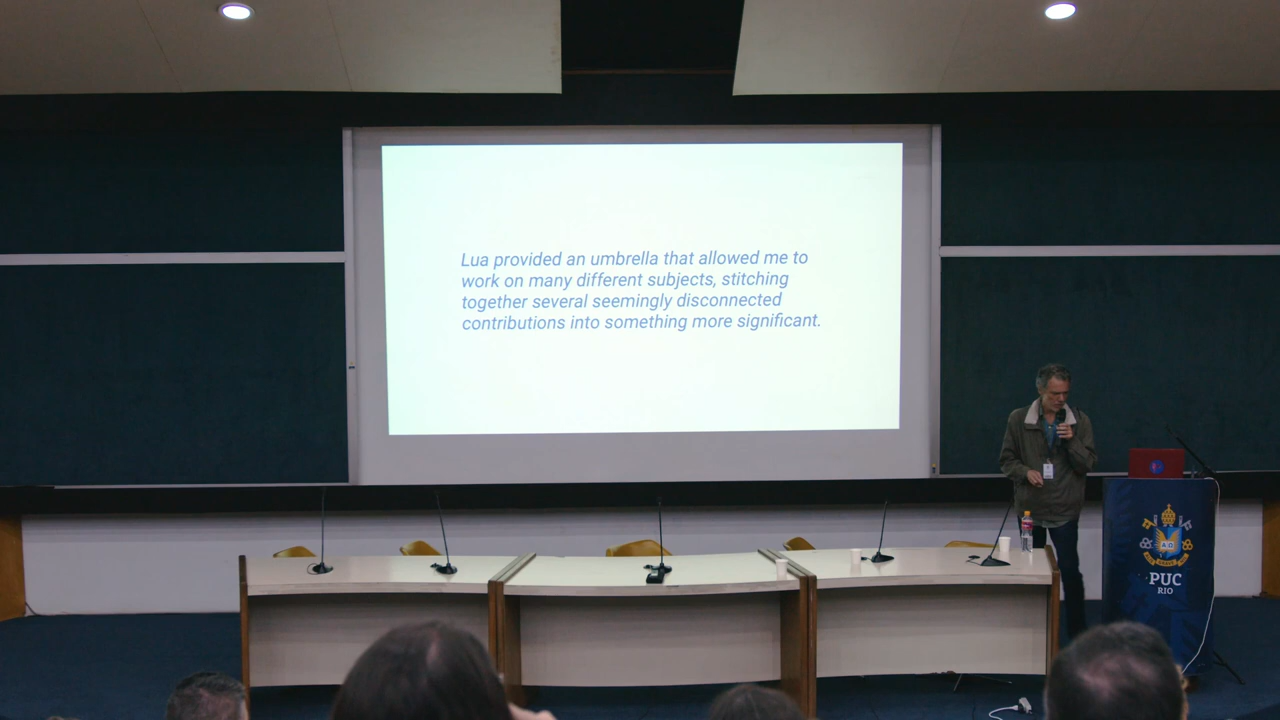 Lua provided an umbrella that allowed me to
work on many different subjects, stitching
together several seemingly disconnected
contributions into something more significant.
PUC
RIO